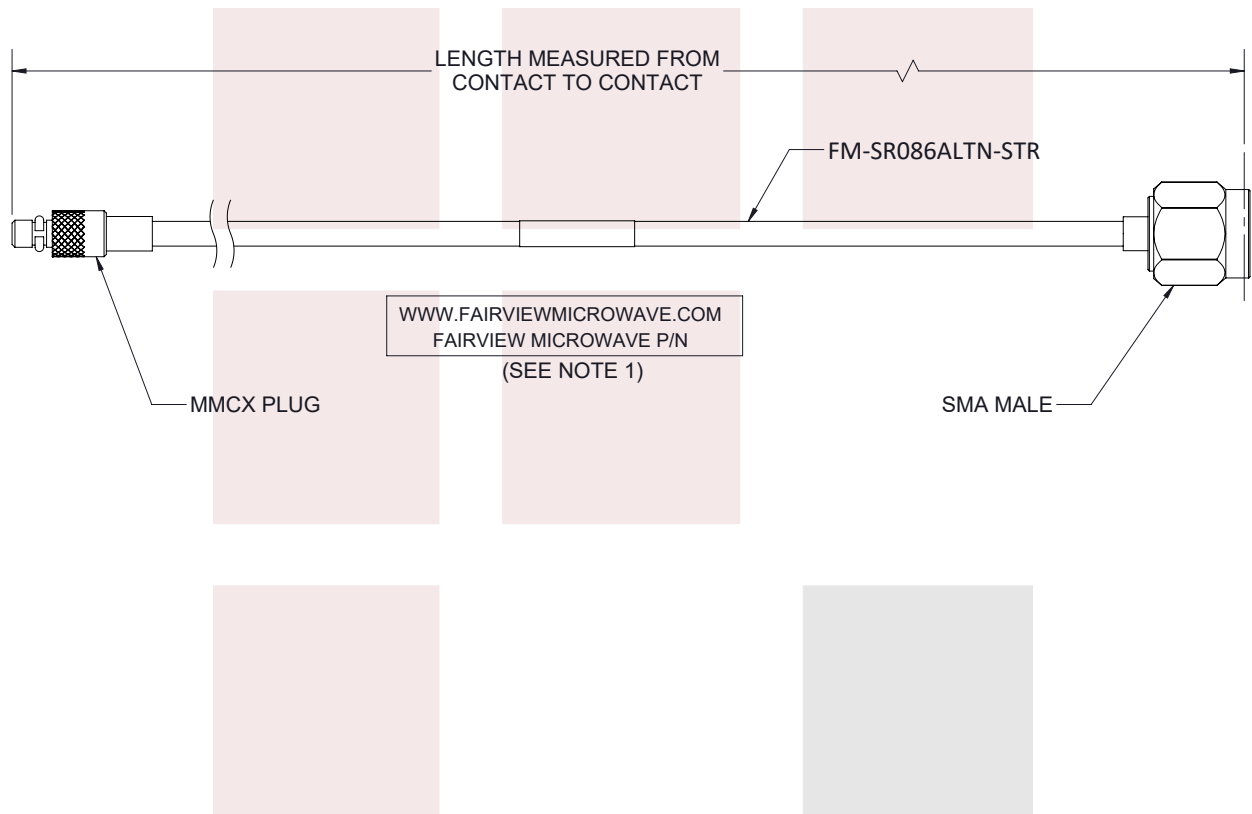 LENGTH MEASURED FROM
CONTACT TO CONTACT
FM-SR086ALTN-STR
WWW.FAIRVIEWMICROWAVE.COM
FAIRVIEW MICROWAVE P/N
(SEE NOTE 1)
MMCX PLUG
SMA MALE